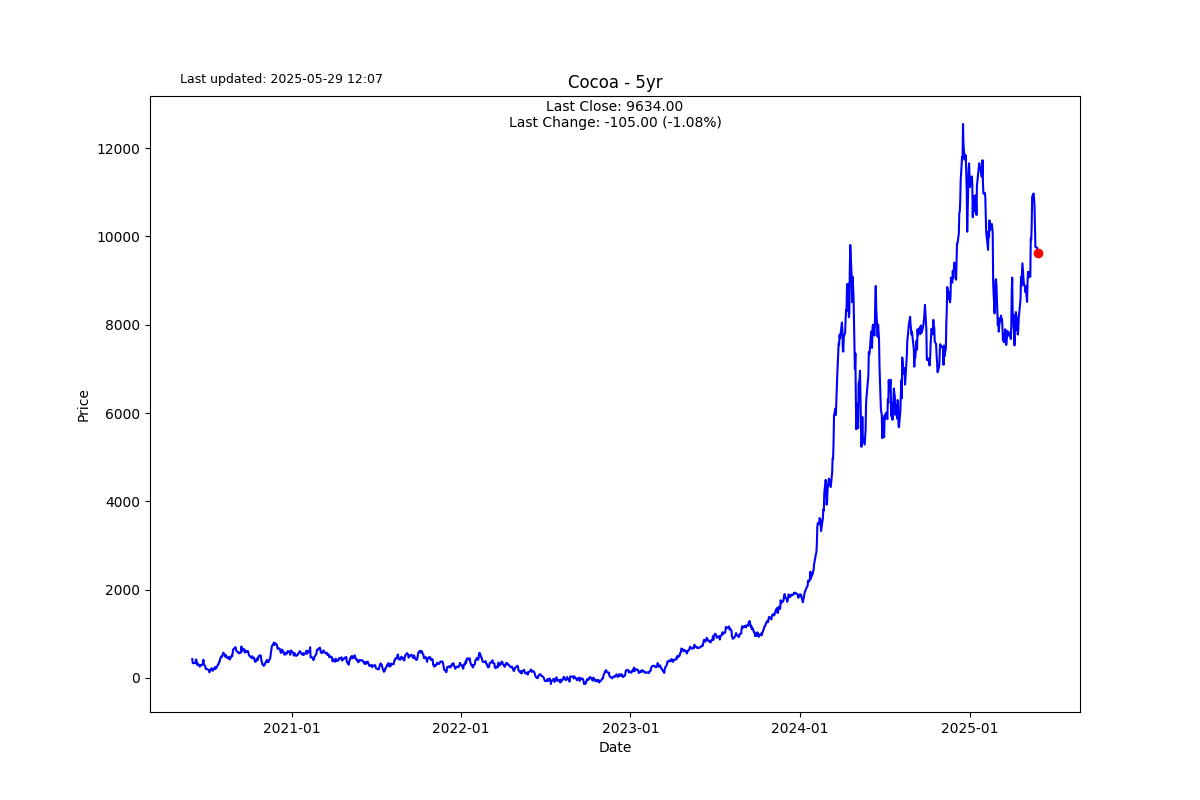 Last updated: 2025-05-29 12:07
Cocoa - 5yr
Last Close: 9634.00
Last Change: -105.00 (-1.08%)
12000
10000
8000
6000
4000
2000
0
Price
2021-01
2022-01
2023-01
2024-01
2025-01
Date